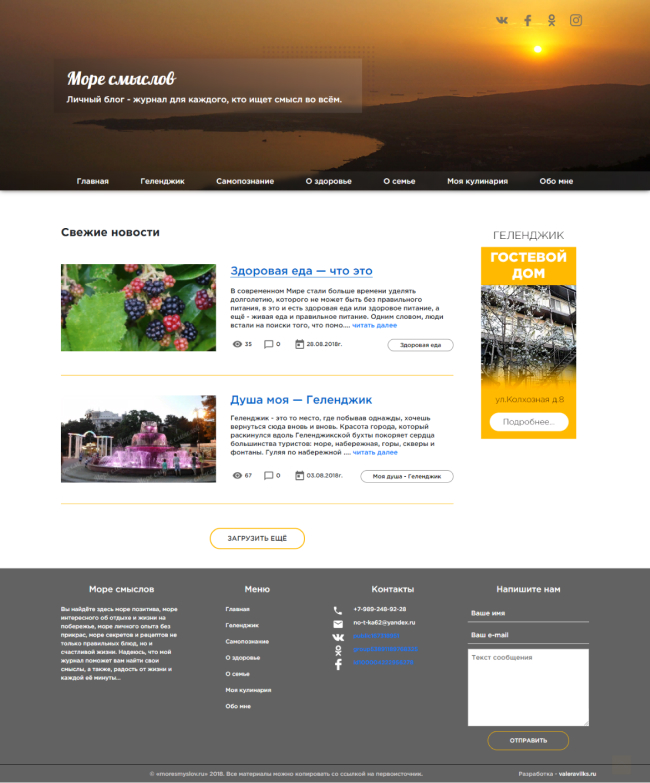 Море смыслов
Личный блог - журнал для каждого, кто ищет смысл во всём.
Главная
Геленджик
Самопознание
О здоровье
О семье
Моя кулинария
Обо мне
Свежие новости
Здоровая еда — что это
В современном Мире стали больше времени уделять
долголетию, которого не может быть без правильного
питания, в это и есть здоровая еда или здоровое питание, а
ещё - живая еда и правильное питание. Одним словом, люди
встали на поиски того, что помо.... читать далее
35
0
28.08.2018г.
Здоровая еда
Душа моя — Геленджик
Геленджик - это то место, где побывав однажды, хочешь
вернуться сюда вновь и вновь. Красота города, который
раскинулся вдоль Геленджикской бухты покоряет сердца
большинства туристов: море, набережная, горы, скверы и
фонтаны. Гуляя по набережной .... читать далее
67
0
03.08.2018г.
Моя душа - Геленджик
ЗАГРУЗИТЬ ЕЩЁ
ГЕЛЕНДЖИК
ГОСТЕВОЙ
ДОМ
ул.Колхозная д.8
Подробнее...
Море смыслов
Вы найдёте здесь море позитива, море
интересного об отдыхе и жизни на
побережье, море личного опыта без
прикрас, море секретов и рецептов не
только правильных блюд, но и
счастливой жизни. Надеюсь, что мой
журнал поможет вам найти свои
смыслы, а также, радость от жизни и
каждой её минуты...
Меню
Главная
Геленджик
Самопознание
О здоровье
О семье
Моя кулинария
Обо мне
Контакты
+7-989-248-92-28
no-t-ka62@yandex.ru
Напишите нам
Ваше имя
Ваш e-mail
Текст сообщения
ОТПРАВИТЬ
© «moresmyslov.ru» 2018. Все материалы можно копировать со ссылкой на первоисточник.
Разработка - valeravilks.ru